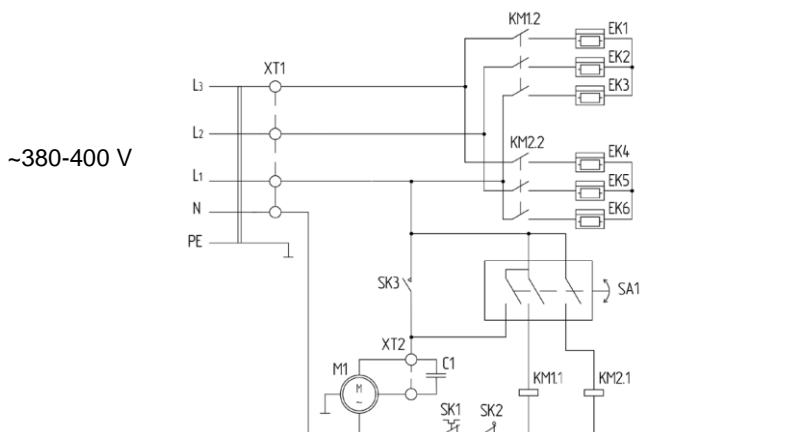 KM1.2
EK1
EK2
EK3
XT1
L3
L2
~380-400 V
L1
N
PE
KM2.2
EK4
EK5
EK6
SK3
SA1
XT2
C1
M1
M
~
KM1.1
KM2.1
SK1
SK2